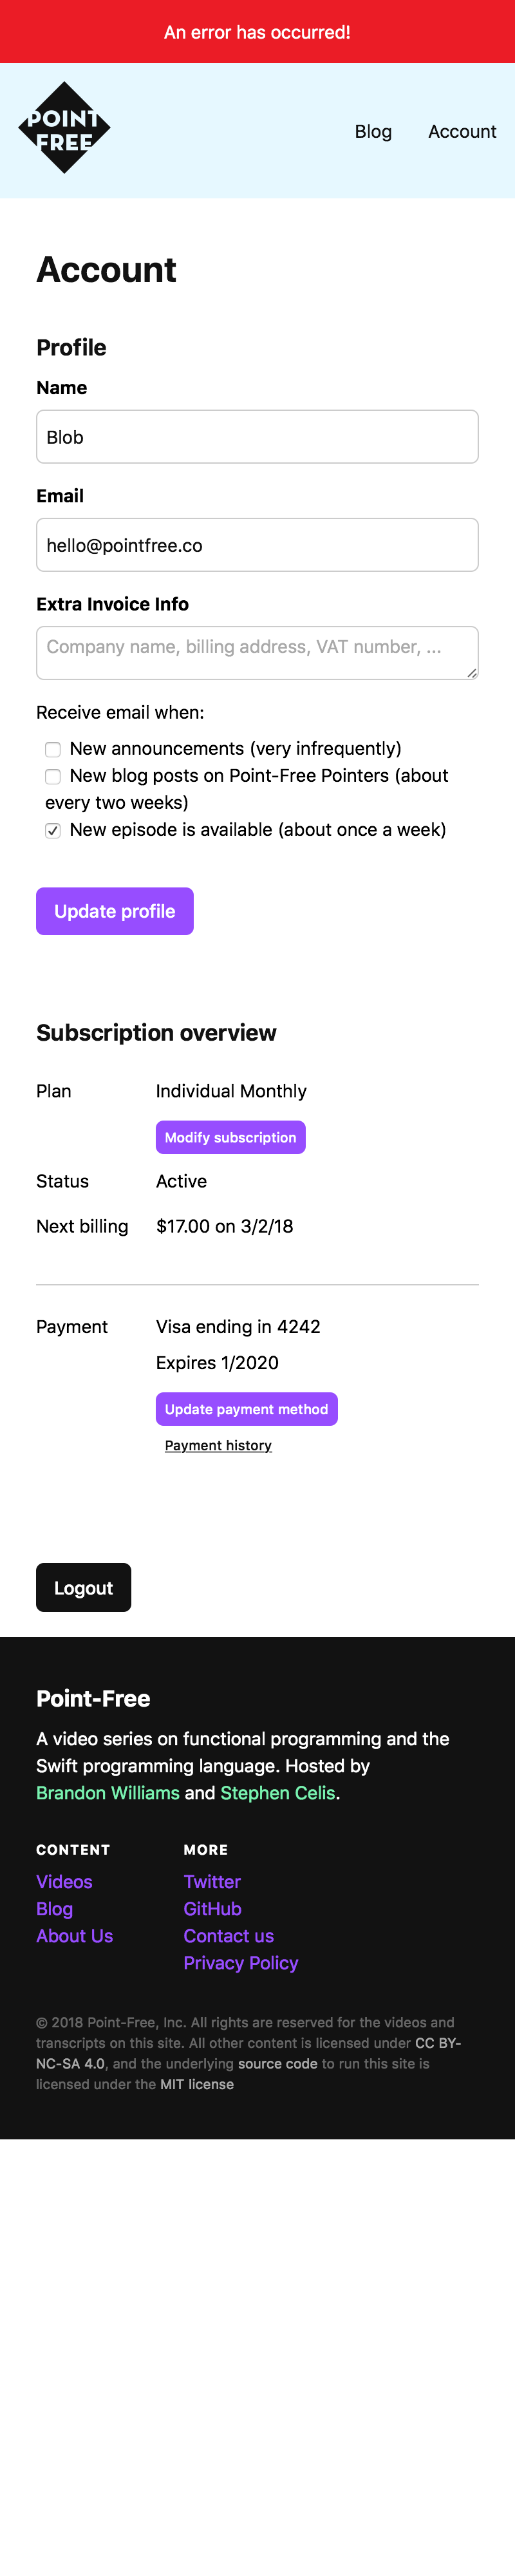 An error has occurred!
POINT
FREE
Blog Account
Account
Profile
Name
Blob
Email
hello@pointfree.co
Extra Invoice Info
Company name, billing address, VAT number, ...
Receive email when:
New announcements (very infrequently)
New blog posts on Point-Free Pointers (about
every two weeks)
New episode is available (about once a week)
Update profile
Subscription overview
Plan Individual Monthly
Modify subscription
Status Active
Next billing $17.00 on 3/2/18
Payment Visa ending in 4242
Expires 1/2020
Update payment method
Payment history
Logout
Point-Free
A video series on functional programming and the
Swift programming language. Hosted by
Brandon Williams and Stephen Celis.
CONTENT MORE
Videos Twitter
Blog GitHub
About Us Contact us
Privacy Policy
© 2018 Point-Free, Inc. All rights are reserved for the videos and
transcripts on this site. All other content is licensed under CC BY-
NC-SA 4.0, and the underlying source code to run this site is
licensed under the MIT license